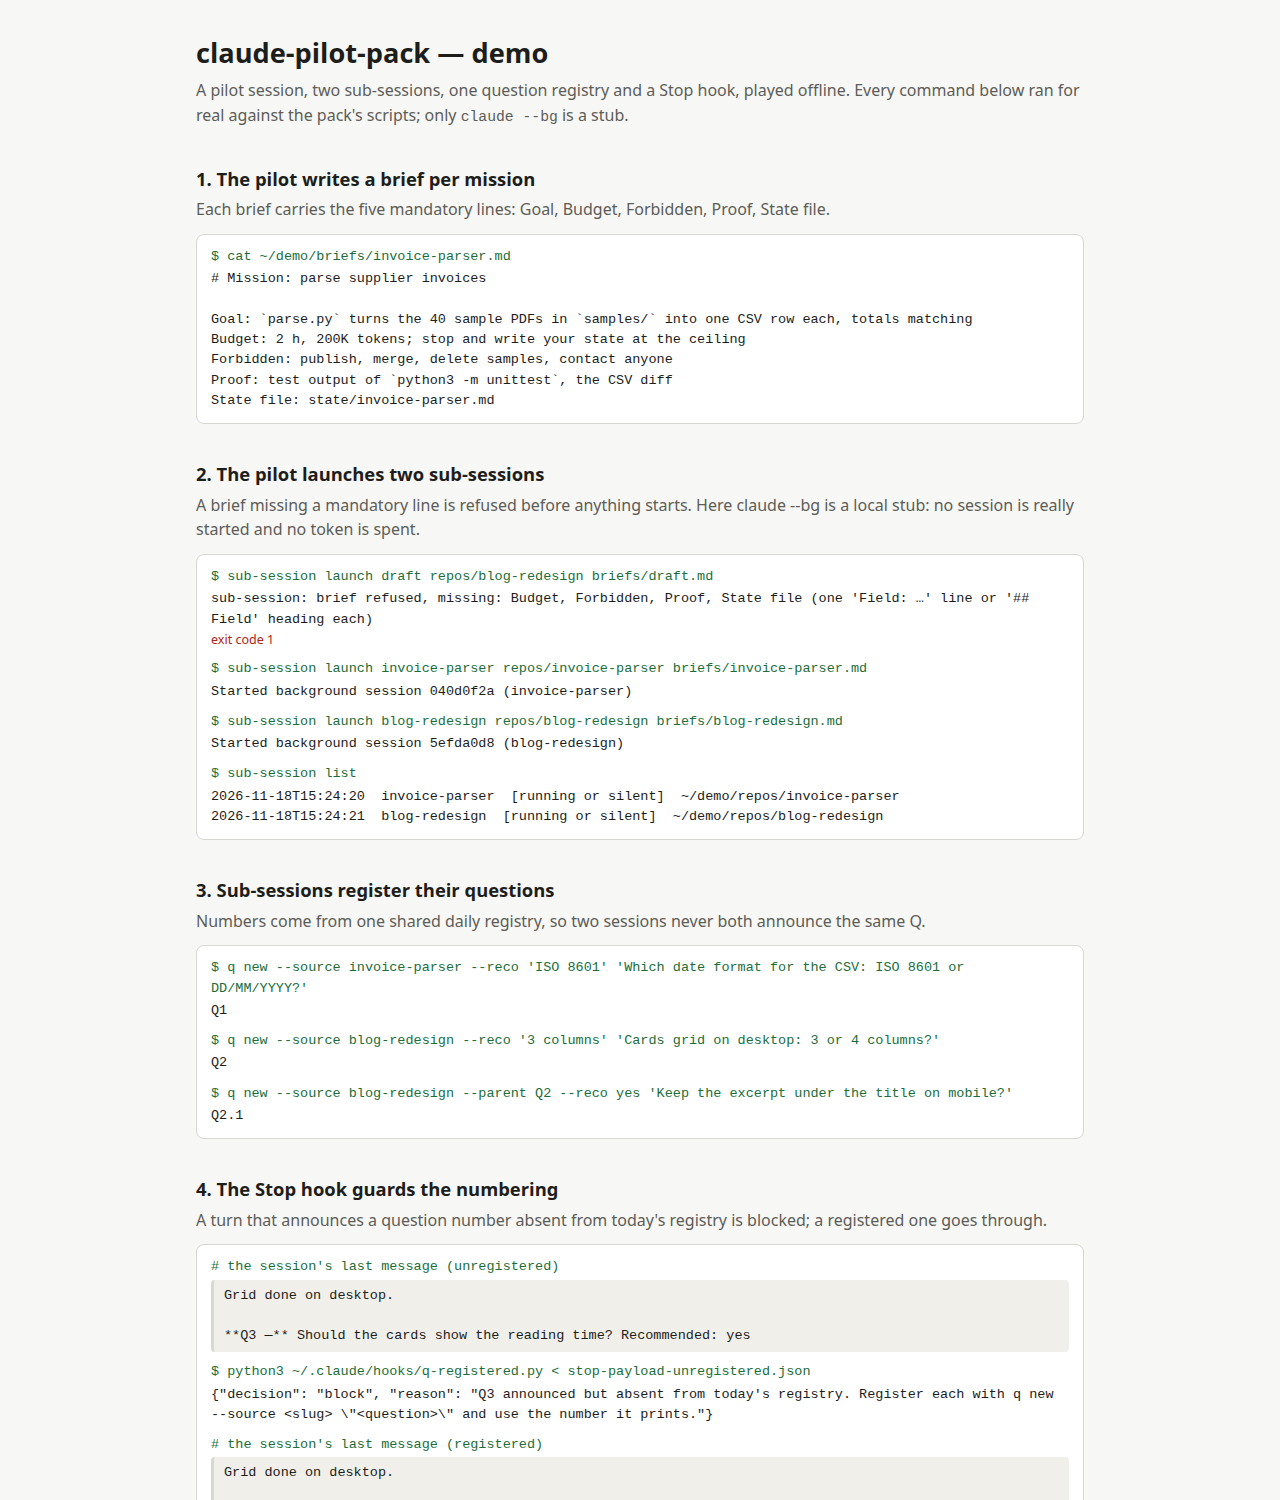 claude-pilot-pack — demo
A pilot session, two sub-sessions, one question registry and a Stop hook, played offline. Every command below ran for
real against the pack's scripts; only claude --bg is a stub.
1. The pilot writes a brief per mission
Each brief carries the five mandatory lines: Goal, Budget, Forbidden, Proof, State file.
$ cat ~/demo/briefs/invoice-parser.md
# Mission: parse supplier invoices
Goal: `parse.py` turns the 40 sample PDFs in `samples/` into one CSV row each, totals matching
Budget: 2 h, 200K tokens; stop and write your state at the ceiling
Forbidden: publish, merge, delete samples, contact anyone
Proof: test output of `python3 -m unittest`, the CSV diff
State file: state/invoice-parser.md
2. The pilot launches two sub-sessions
A brief missing a mandatory line is refused before anything starts. Here claude --bg is a local stub: no session is really
started and no token is spent.
$ sub-session launch draft repos/blog-redesign briefs/draft.md
sub-session: brief refused, missing: Budget, Forbidden, Proof, State file (one 'Field: …' line or '##
Field' heading each)
exit code 1
$ sub-session launch invoice-parser repos/invoice-parser briefs/invoice-parser.md
Started background session 040d0f2a (invoice-parser)
$ sub-session launch blog-redesign repos/blog-redesign briefs/blog-redesign.md
Started background session 5efda0d8 (blog-redesign)
$ sub-session list
2026-11-18T15:24:20  invoice-parser  [running or silent]  ~/demo/repos/invoice-parser
2026-11-18T15:24:21  blog-redesign  [running or silent]  ~/demo/repos/blog-redesign
3. Sub-sessions register their questions
Numbers come from one shared daily registry, so two sessions never both announce the same Q.
$ q new --source invoice-parser --reco 'ISO 8601' 'Which date format for the CSV: ISO 8601 or
DD/MM/YYYY?'
Q1
$ q new --source blog-redesign --reco '3 columns' 'Cards grid on desktop: 3 or 4 columns?'
Q2
$ q new --source blog-redesign --parent Q2 --reco yes 'Keep the excerpt under the title on mobile?'
Q2.1
4. The Stop hook guards the numbering
A turn that announces a question number absent from today's registry is blocked; a registered one goes through.
# the session's last message (unregistered)
Grid done on desktop.
**Q3 —** Should the cards show the reading time? Recommended: yes
$ python3 ~/.claude/hooks/q-registered.py < stop-payload-unregistered.json
{"decision": "block", "reason": "Q3 announced but absent from today's registry. Register each with q new
--source <slug> \"<question>\" and use the number it prints."}
# the session's last message (registered)
Grid done on desktop.